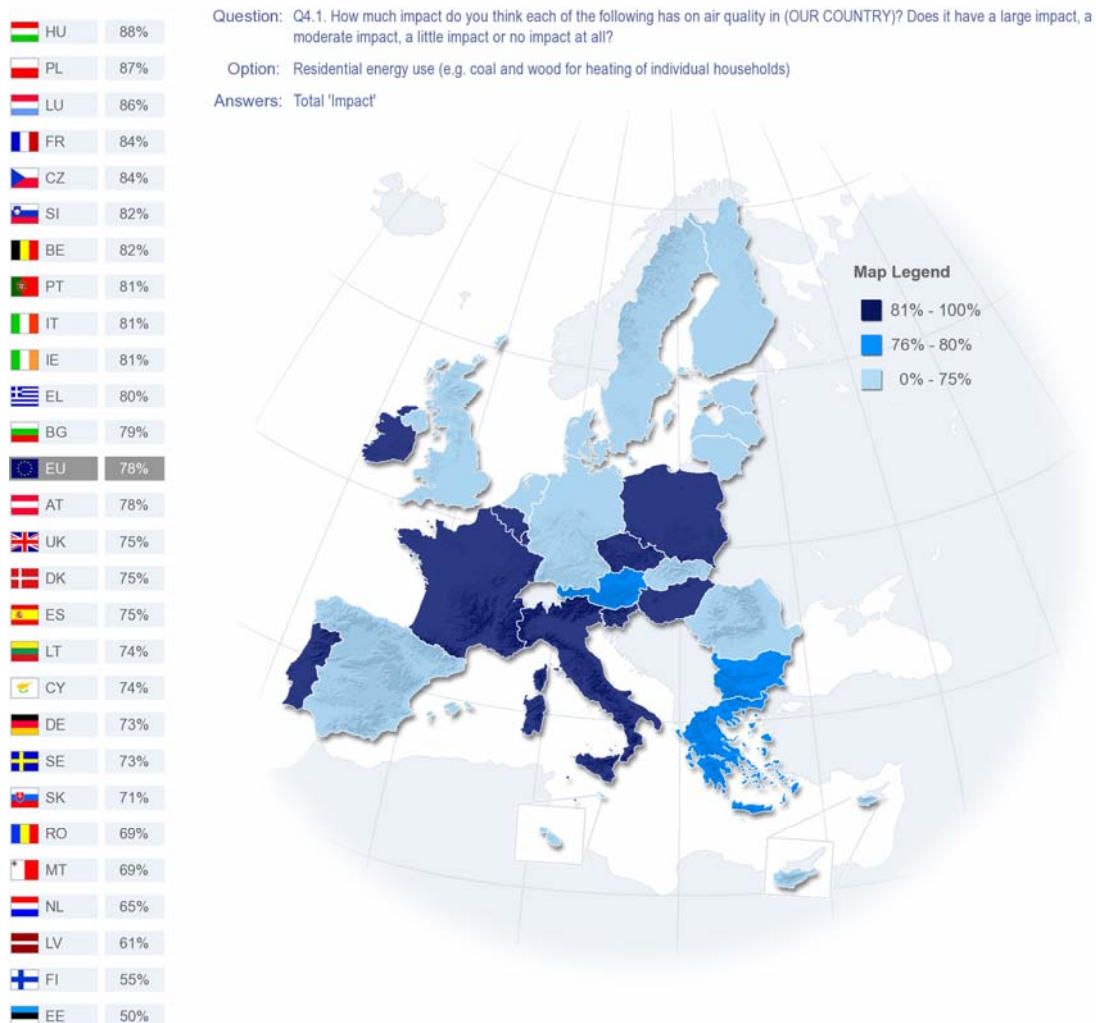 Question: Q4.1. How much impact do you think each of the following has on air quality in (OUR COUNTRY)? Does it have a large impact, a
moderate impact, a little impact or no impact at all?
Option: Residential energy use (e.g. coal and wood for heating of individual households)
Answers: Total 'Impact'
HU 88%
PL 87%
LU 86%
FR 84%
CZ 84%
SI 82%
BE 82%
PT 81%
IT 81%
IE 81%
EL 80%
BG 79%
EU 78%
AT 78%
UK 75%
DK 75%
ES 75%
LT 74%
CY 74%
DE 73%
SE 73%
SK 71%
RO 69%
MT 69%
NL 65%
LV 61%
FI 55%
EE 50%
Map Legend
81% - 100%
76% - 80%
0% - 75%